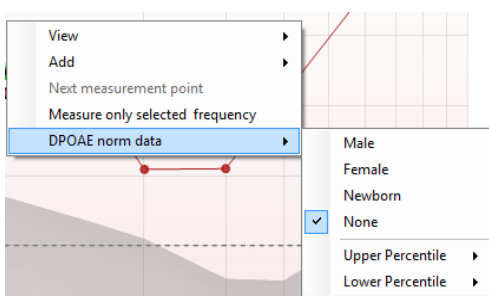 View
Add
Next measurement point
Measure only selected frequency
DPOAE norm data
Male
Female
Newborn
None
Upper Percentile
Lower Percentile